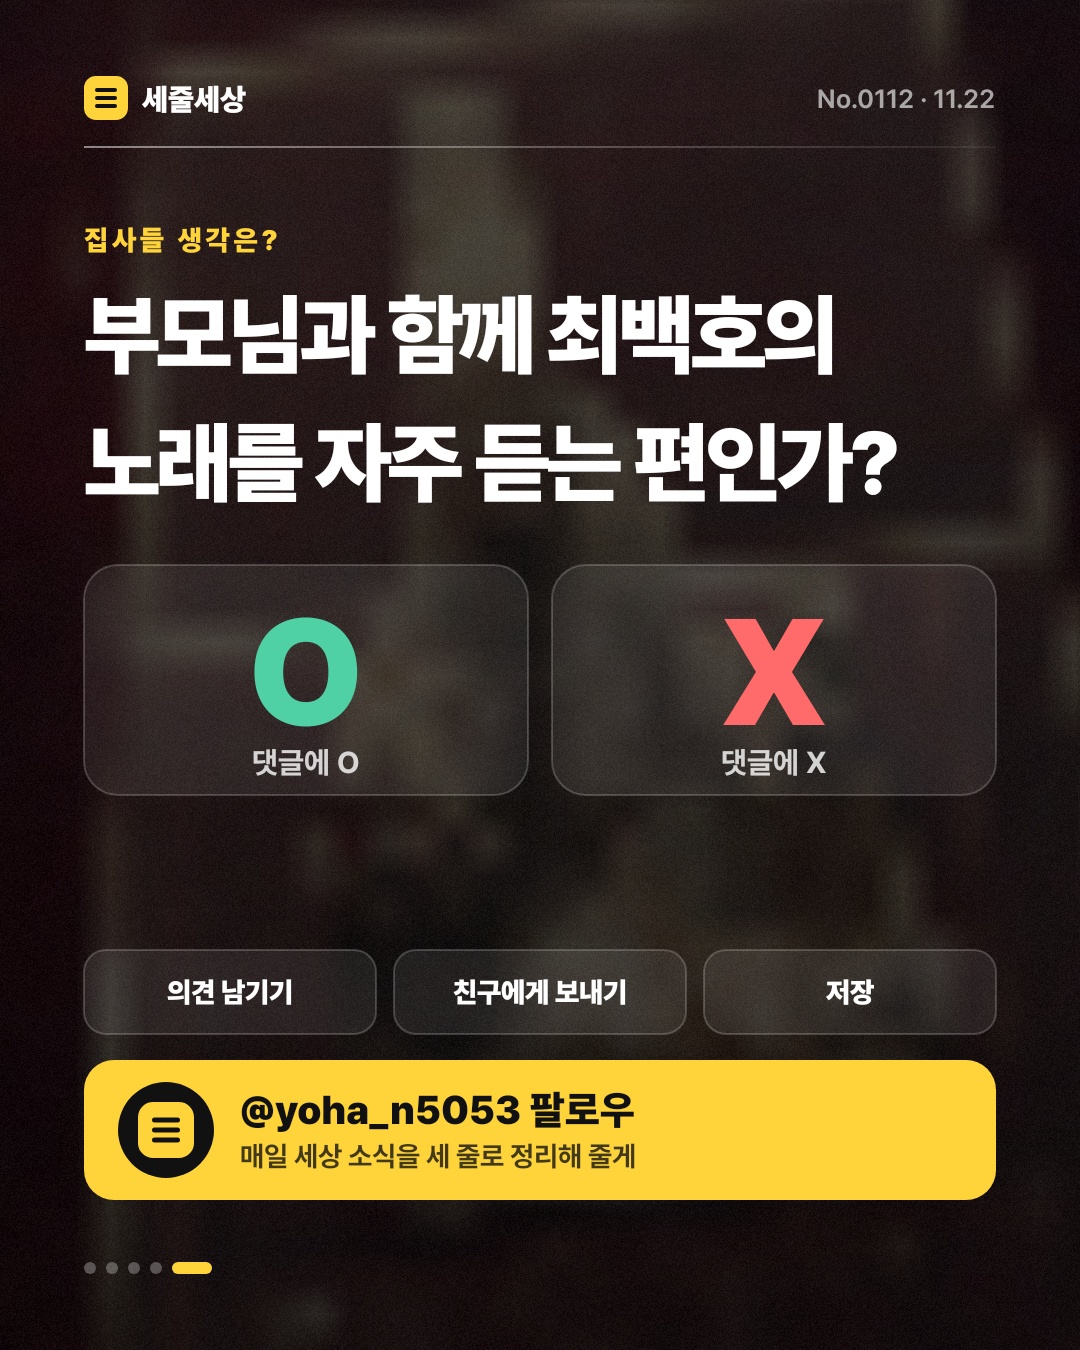 세줄세상
No.0112 · 11.22
집사들 생각은?
부모님과 함께 최백호의
노래를 자주 듣는 편인가?
O
댓글에 O
X
댓글에 X
의견 남기기
친구에게 보내기
저장
@yoha_n5053 팔로우
매일 세상 소식을 세 줄로 정리해 줄게